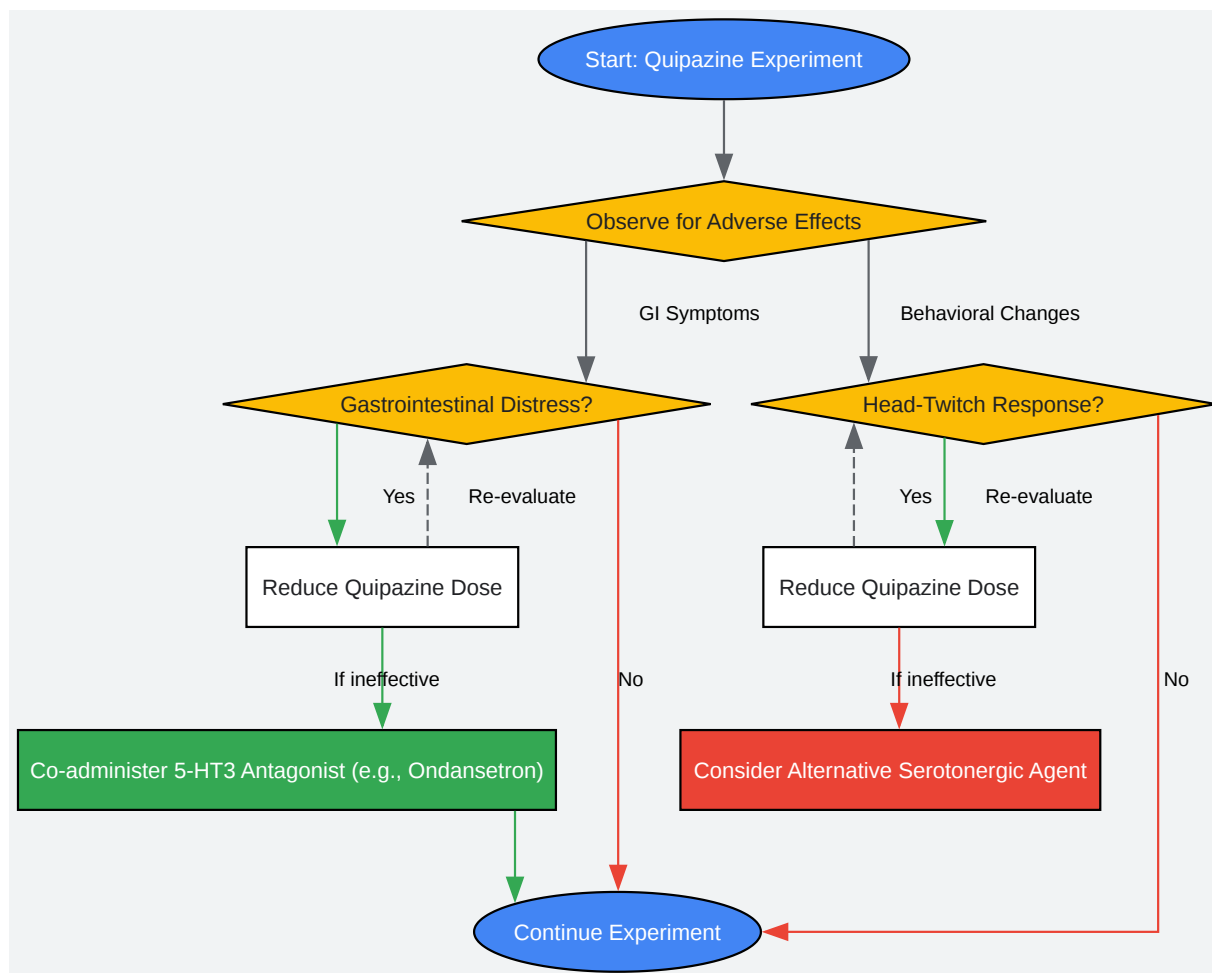 Start: Quipazine Experiment
Observe for Adverse Effects
GI Symptoms
Behavioral Changes
Gastrointestinal Distress?
Head-Twitch Response?
Yes
Re-evaluate
Yes
Re-evaluate
Reduce Quipazine Dose
Reduce Quipazine Dose
If ineffective
No
If ineffective
No
Co-administer 5-HT3 Antagonist (e.g., Ondansetron)
Consider Alternative Serotonergic Agent
Continue Experiment